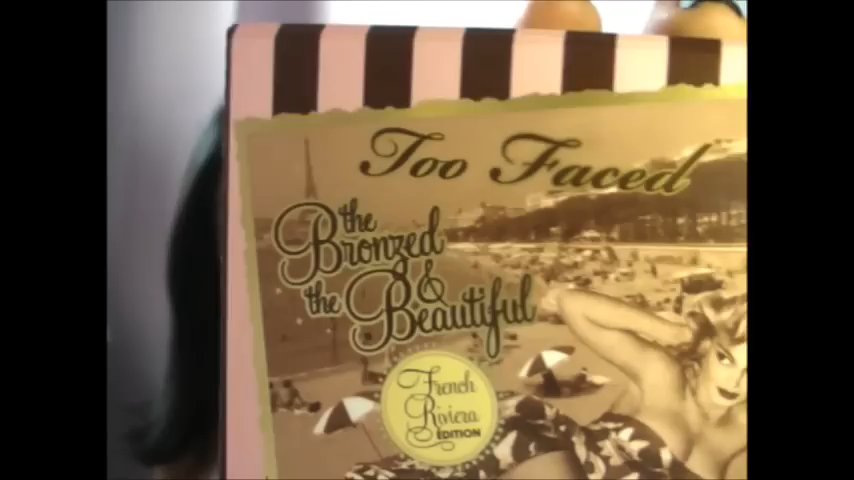 Too Faced
the
Bronzed
&
the Beautiful
French
Riviera
EDITION